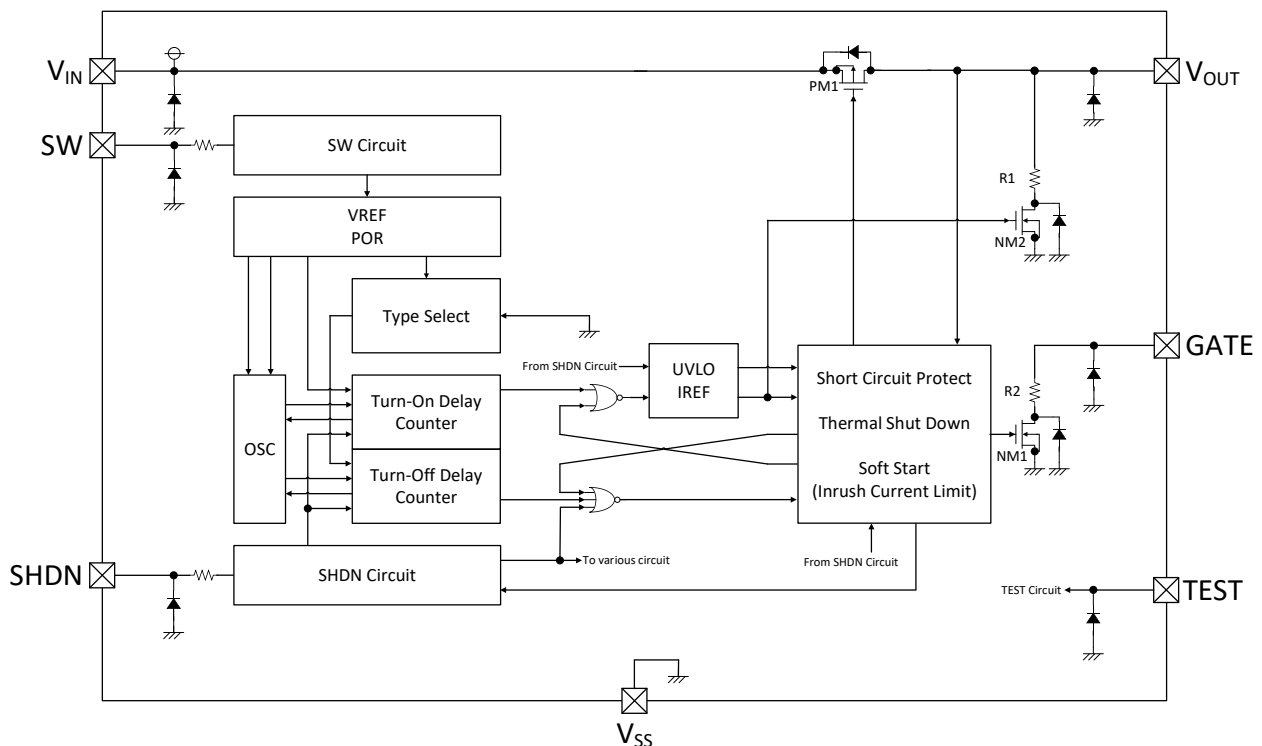 VIN
PM1
VOUT
SW
SW Circuit
R1
VREF
POR
NM2
Type Select
GATE
From SHDN Circuit
UVLO
IREF
Short Circuit Protect
R2
Turn-On Delay
Counter
Thermal Shut Down
OSC
NM1
Turn-Off Delay
Counter
Soft Start
(Inrush Current Limit)
SHDN
SHDN Circuit
To various circuit
From SHDN Circuit
TEST Circuit
TEST
VSS